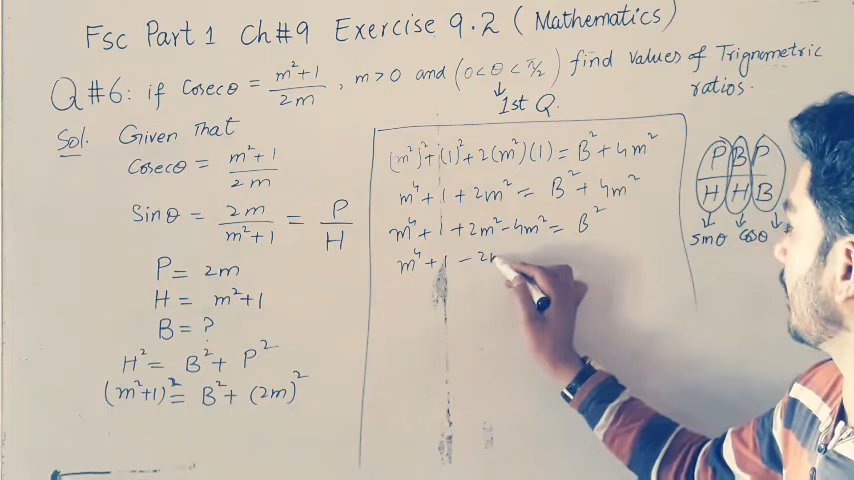 Fsc Part 1 Ch#9 Exercise 9.2 (Mathematics)
Q#6: if Cosecθ = (m²+1)/(2m), m>0 and (0<θ<π/2) find values of Trignometric
ratios.
↓
1st Q.
Sol. Given that
Cosecθ = (m²+1)/(2m)
Sinθ = 2m/(m²+1) = P/H
P = 2m
H = m²+1
B = ?
H² = B² + P²
(m²+1)² = B² + (2m)²
(m²)² + (1)² + 2(m²)(1) = B² + 4m²
m⁴ + 1 + 2m² = B² + 4m²
m⁴ + 1 + 2m² - 4m² = B²
m⁴ + 1 - 2m
P B P
H H B
↓ ↓ ↓
Sinθ Cosθ